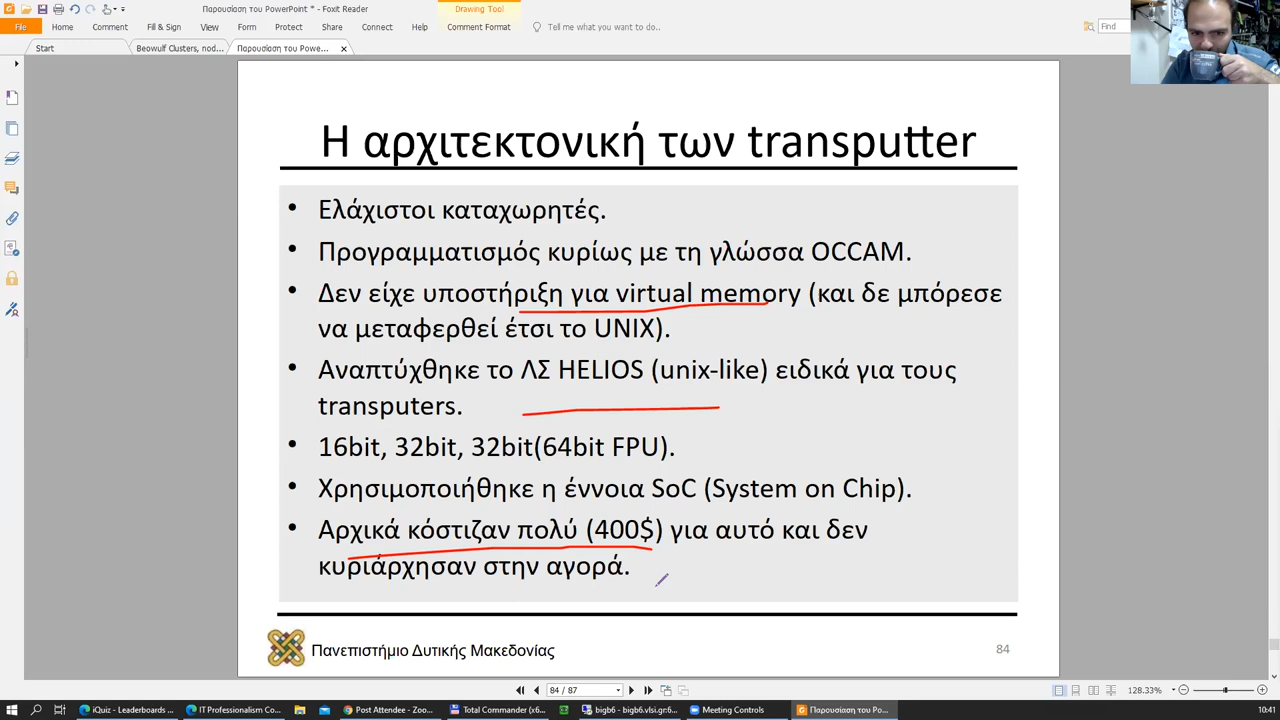 Παρουσίαση του PowerPoint * - Foxit Reader
Drawing Tool
File Home Comment Fill & Sign View Form Protect Share Connect Help Comment Format Tell me what you want to do.. Find
Start Beowulf Clusters, nod... Παρουσίαση του Powe...
Η αρχιτεκτονική των transputter
• Ελάχιστοι καταχωρητές.
• Προγραμματισμός κυρίως με τη γλώσσα OCCAM.
• Δεν είχε υποστήριξη για virtual memory (και δε μπόρεσε
να μεταφερθεί έτσι το UNIX).
• Αναπτύχθηκε το ΛΣ HELIOS (unix-like) ειδικά για τους
transputers.
• 16bit, 32bit, 32bit(64bit FPU).
• Χρησιμοποιήθηκε η έννοια SoC (System on Chip).
• Αρχικά κόστιζαν πολύ (400$) για αυτό και δεν
κυριάρχησαν στην αγορά.
Πανεπιστήμιο Δυτικής Μακεδονίας
84
84 / 87 128.33%
iQuiz - Leaderboards ... IT Professionalism Co... Post Attendee - Zoo... Total Commander (x6... bigb6 - bigb6.vlsi.gr:6... Meeting Controls Παρουσίαση του Po... 10:41